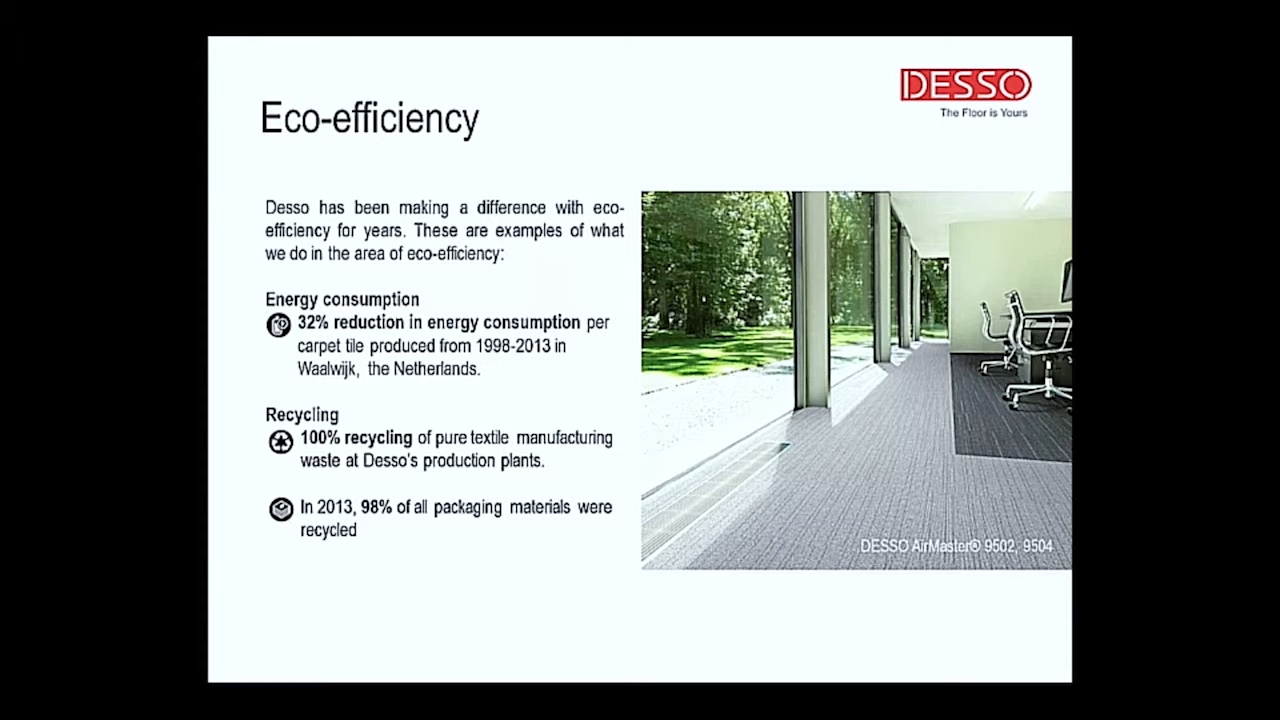 DESSO
The Floor is Yours
Eco-efficiency
Desso has been making a difference with eco-
efficiency for years. These are examples of what
we do in the area of eco-efficiency:
Energy consumption
32% reduction in energy consumption per
carpet tile produced from 1998-2013 in
Waalwijk, the Netherlands.
Recycling
100% recycling of pure textile manufacturing
waste at Desso's production plants.
In 2013, 98% of all packaging materials were
recycled
DESSO AirMaster® 9502, 9504